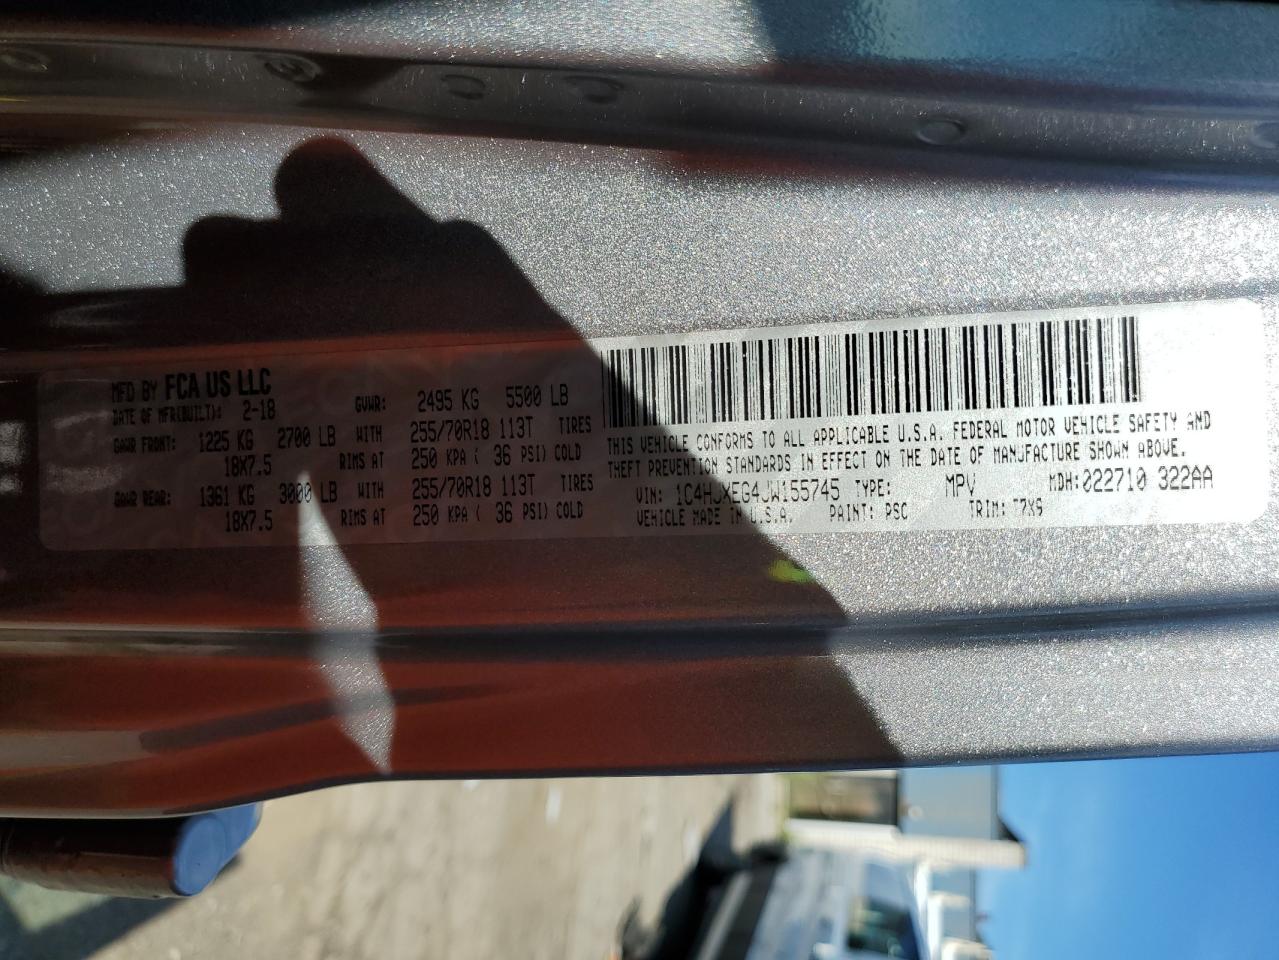 MFD BY FCA US LLC
DATE OF MFR(BUILT): 2-18 GVWR: 2495 KG 5500 LB
GAWR FRONT: 1225 KG 2700 LB WITH 255/70R18 113T TIRES
18X7.5 RIMS AT 250 KPA ( 36 PSI) COLD
GAWR REAR: 1361 KG 3000 LB WITH 255/70R18 113T TIRES
18X7.5 RIMS AT 250 KPA ( 36 PSI) COLD
THIS VEHICLE CONFORMS TO ALL APPLICABLE U.S.A. FEDERAL MOTOR VEHICLE SAFETY AND
THEFT PREVENTION STANDARDS IN EFFECT ON THE DATE OF MANUFACTURE SHOWN ABOVE.
VIN: 1C4HJXEG4JW155745 TYPE: MPV MDH:022710 322AA
VEHICLE MADE IN U.S.A. PAINT: PSC TRIM: